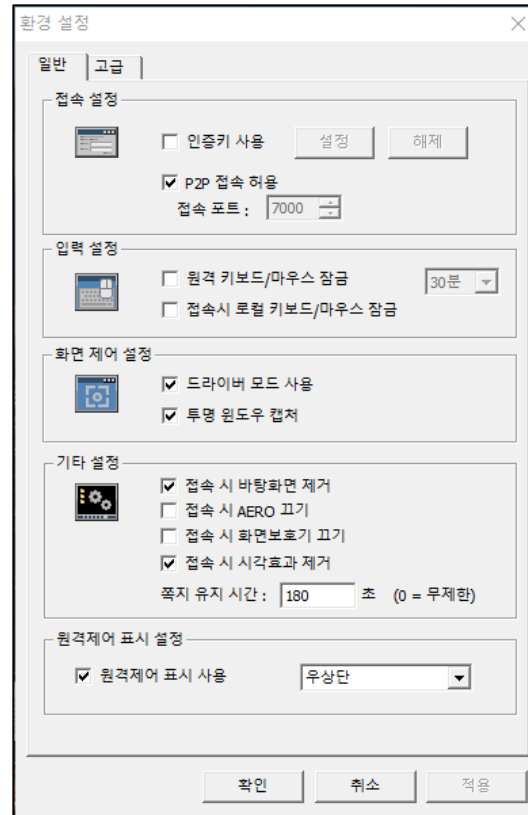 환경 설정
일반 고급
접속 설정
인증키 사용 설정 해제
P2P 접속 허용
접속 포트 : 7000
입력 설정
원격 키보드/마우스 잠금 30분
접속시 로컬 키보드/마우스 잠금
화면 제어 설정
드라이버 모드 사용
투명 윈도우 캡처
기타 설정
접속 시 바탕화면 제거
접속 시 AERO 끄기
접속 시 화면보호기 끄기
접속 시 시각효과 제거
쪽지 유지 시간 : 180 초 (0 = 무제한)
원격제어 표시 설정
원격제어 표시 사용 우상단
확인 취소 적용